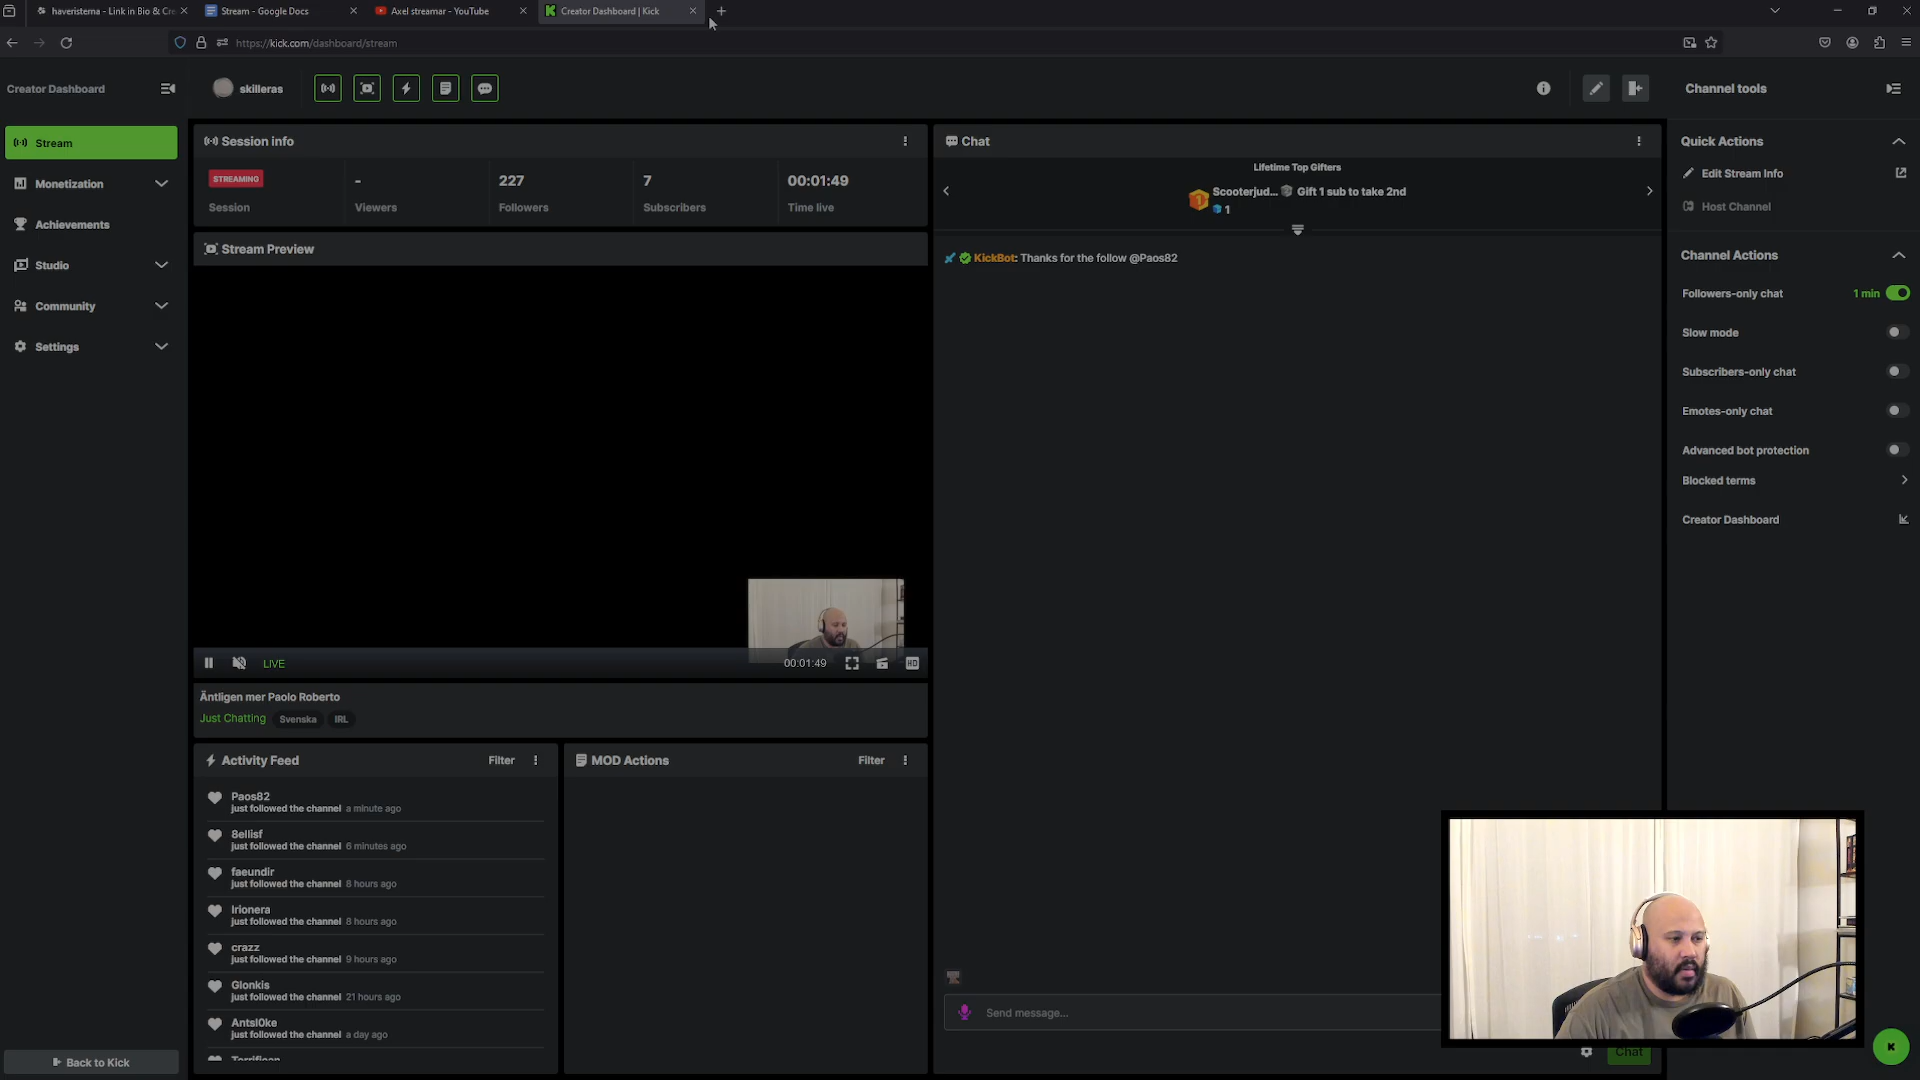 haveristerna - Link in Bio & Cre
Stream - Google Docs
Axel streamar - YouTube
Creator Dashboard | Kick
https://kick.com/dashboard/stream
Creator Dashboard
skilleras
Channel tools
Stream
Monetization
Achievements
Studio
Community
Settings
Back to Kick
Session info
STREAMING
Session
-
Viewers
227
Followers
7
Subscribers
00:01:49
Time live
Stream Preview
LIVE
00:01:49
HD
Äntligen mer Paolo Roberto
Just Chatting
Svenska
IRL
Activity Feed
Filter
Paos82
just followed the channel a minute ago
8ellisf
just followed the channel 6 minutes ago
faeundir
just followed the channel 8 hours ago
Irionera
just followed the channel 8 hours ago
crazz
just followed the channel 9 hours ago
Glonkis
just followed the channel 21 hours ago
Antsl0ke
just followed the channel a day ago
MOD Actions
Filter
Chat
Lifetime Top Gifters
1
Scooterjud...
1
Gift 1 sub to take 2nd
KickBot: Thanks for the follow @Paos82
Send message...
Chat
Quick Actions
Edit Stream Info
Host Channel
Channel Actions
Followers-only chat
1 min
Slow mode
Subscribers-only chat
Emotes-only chat
Advanced bot protection
Blocked terms
Creator Dashboard